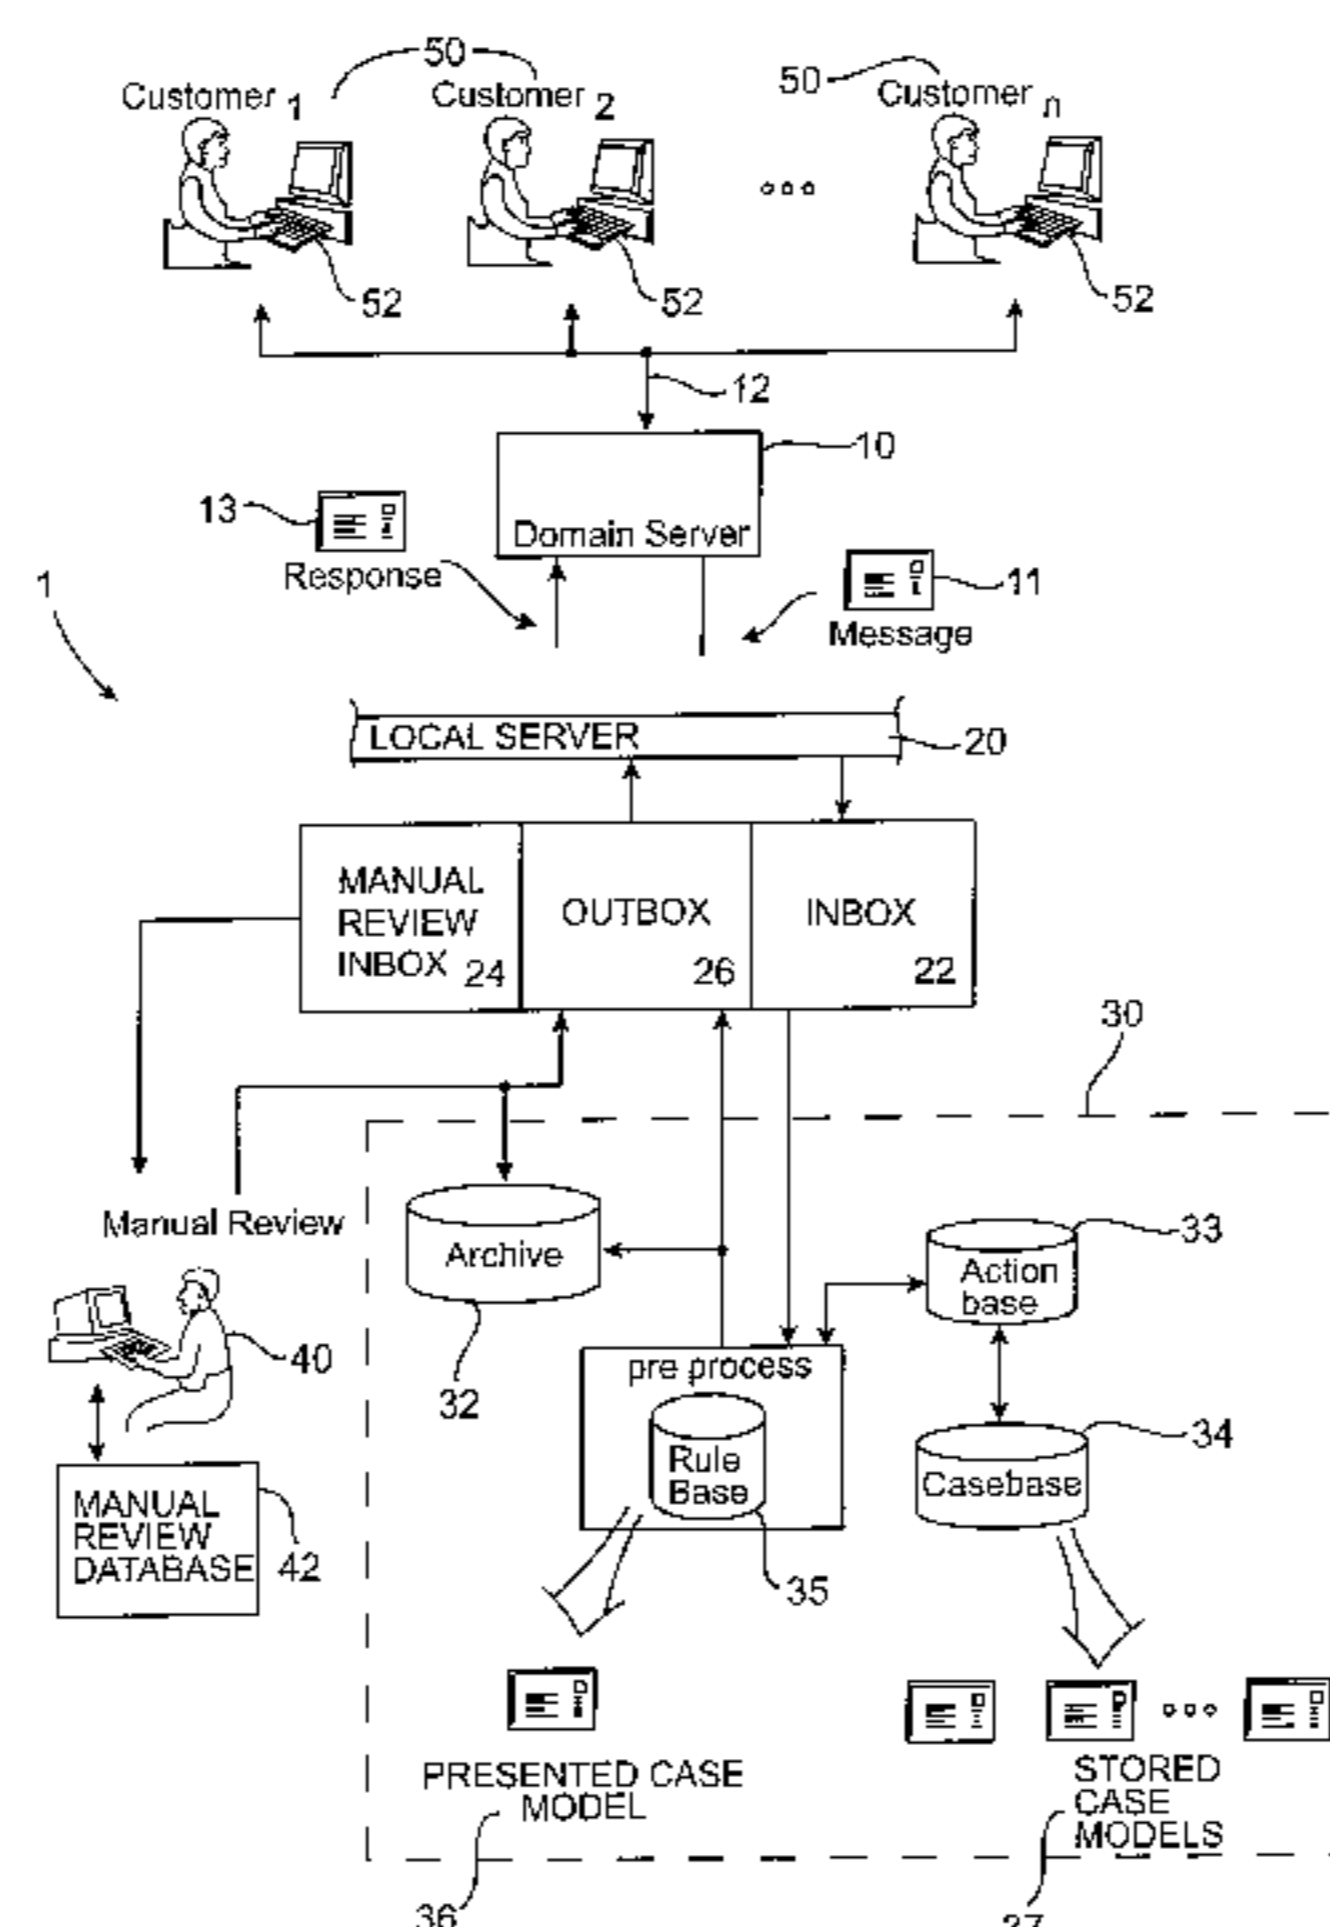 50
50
Customer 1
Customer 2
Customer n
52
52
52
12
10
13
Domain Server
Response
11
1
Message
LOCAL SERVER
20
MANUAL
REVIEW
INBOX 24
OUTBOX
26
INBOX
22
30
Manual Review
Archive
33
Action
base
40
32
pre process
34
Rule
Base
Casebase
MANUAL
REVIEW
DATABASE
42
35
PRESENTED CASE
MODEL
STORED
CASE
MODELS
36
37